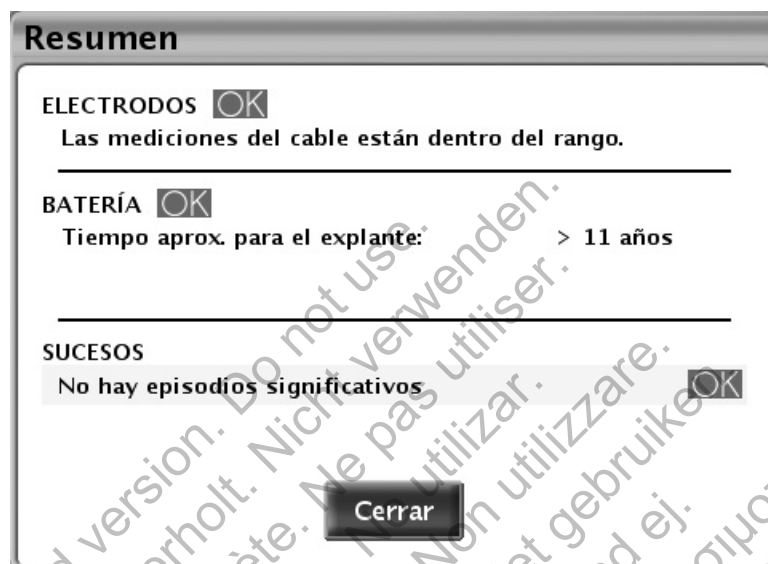 Resumen
ELECTRODOS OK
Las mediciones del cable están dentro del rango.
BATERÍA OK
Tiempo aprox. para el explante: > 11 años
SUCESOS
No hay episodios significativos OK
Cerrar
version. Do not use.
Nicht verwenden.
Ne pas utiliser.
No utilizar.
Non utilizzare.